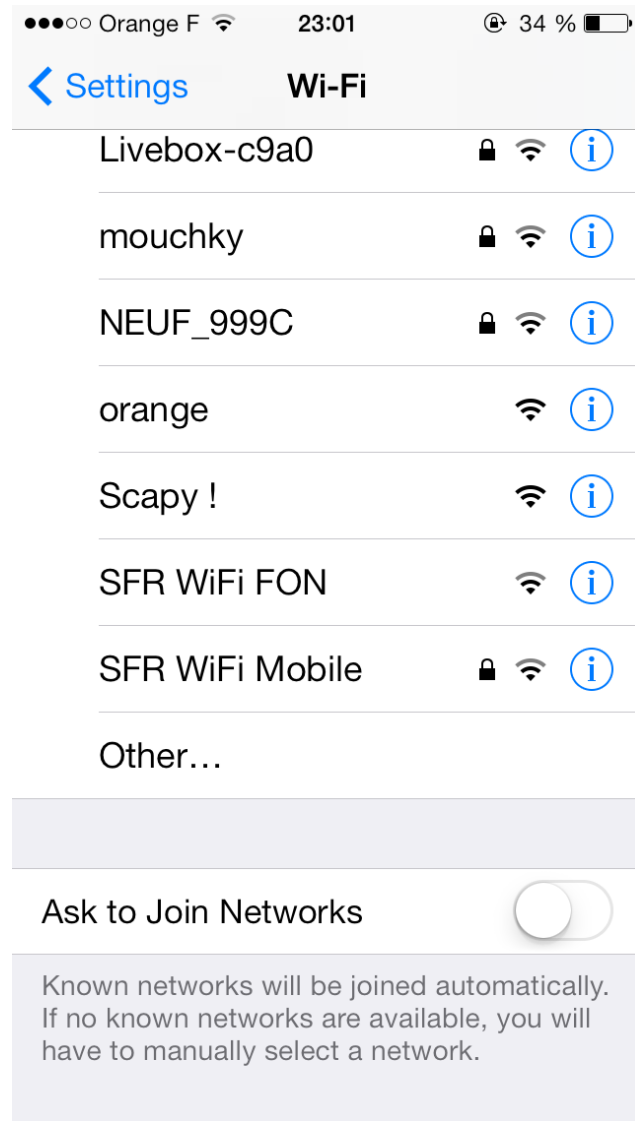 Orange F 23:01 34 %
Settings Wi-Fi
Livebox-c9a0
mouchky
NEUF_999C
orange
Scapy !
SFR WiFi FON
SFR WiFi Mobile
Other…
Ask to Join Networks
Known networks will be joined automatically.
If no known networks are available, you will
have to manually select a network.